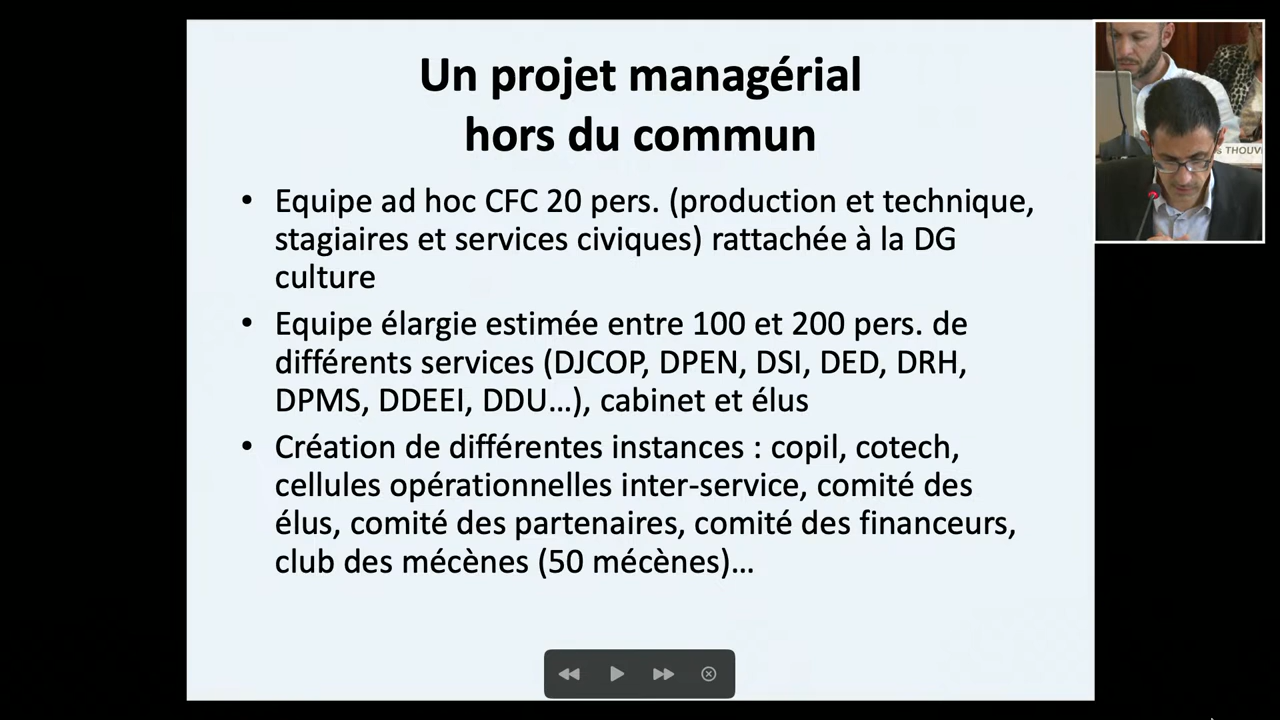 Un projet managérial
hors du commun
• Equipe ad hoc CFC 20 pers. (production et technique,
stagiaires et services civiques) rattachée à la DG
culture
• Equipe élargie estimée entre 100 et 200 pers. de
différents services (DJCOP, DPEN, DSI, DED, DRH,
DPMS, DDEEI, DDU...), cabinet et élus
• Création de différentes instances : copil, cotech,
cellules opérationnelles inter-service, comité des
élus, comité des partenaires, comité des financeurs,
club des mécènes (50 mécènes)...